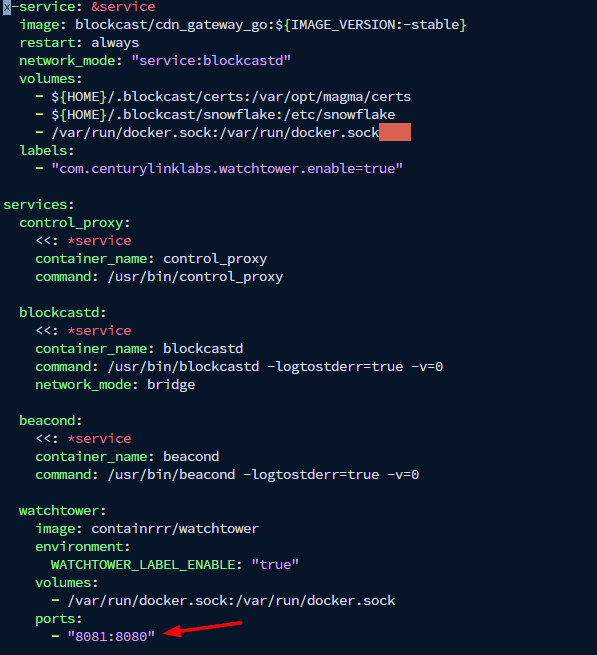 x-service: &service
  image: blockcast/cdn_gateway_go:${IMAGE_VERSION:-stable}
  restart: always
  network_mode: "service:blockcastd"
  volumes:
    - ${HOME}/.blockcast/certs:/var/opt/magma/certs
    - ${HOME}/.blockcast/snowflake:/etc/snowflake
    - /var/run/docker.sock:/var/run/docker.sock
  labels:
    - "com.centurylinklabs.watchtower.enable=true"

services:
  control_proxy:
    <<: *service
    container_name: control_proxy
    command: /usr/bin/control_proxy

  blockcastd:
    <<: *service
    container_name: blockcastd
    command: /usr/bin/blockcastd -logtostderr=true -v=0
    network_mode: bridge

  beacond:
    <<: *service
    container_name: beacond
    command: /usr/bin/beacond -logtostderr=true -v=0

  watchtower:
    image: containrrr/watchtower
    environment:
      WATCHTOWER_LABEL_ENABLE: "true"
    volumes:
      - /var/run/docker.sock:/var/run/docker.sock
    ports:
      - "8081:8080"